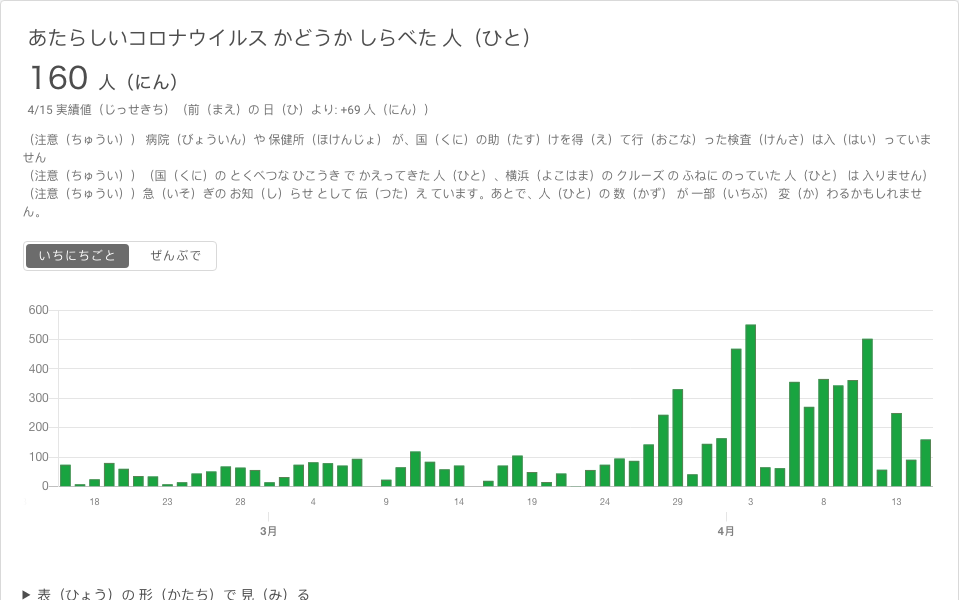 あたらしいコロナウイルス かどうか しらべた 人（ひと）
160 人（にん）
4/15 実績値（じっせきち）（前（まえ）の 日（ひ）より: +69 人（にん））
（注意（ちゅうい）） 病院（びょういん）や 保健所（ほけんじょ） が、国（くに）の助（たす）けを得（え）て行（おこな）った検査（けんさ）は入（はい）っていま
せん
（注意（ちゅうい））（国（くに）の とくべつな ひこうき で かえってきた 人（ひと）、横浜（よこはま）の クルーズ の ふねに のっていた 人（ひと） は 入りません）
（注意（ちゅうい））急（いそ）ぎの お知（し）らせ として 伝（つた）え ています。あとで、人（ひと）の 数（かず） が 一部（いちぶ） 変（か）わるかもしれませ
ん。
いちにちごと ぜんぶで
600
500
400
300
200
100
0
18 23 28 4 9 14 19 24 29 3 8 13
3月 4月
▶ 表（ひょう）の 形（かたち）で 見（み）る